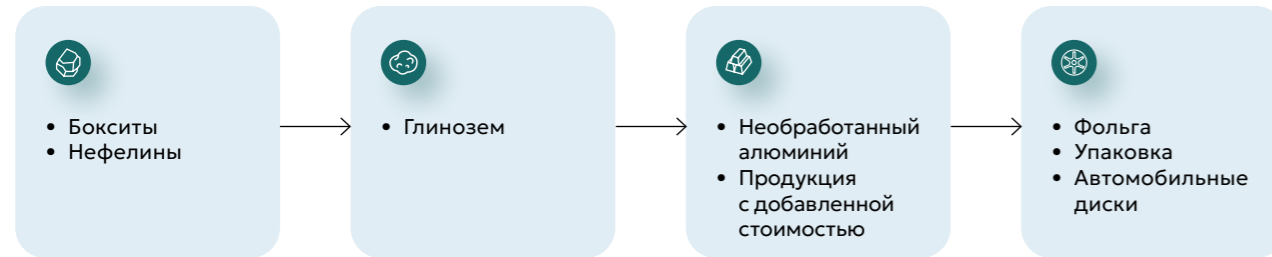 • Бокситы
• Нефелины
• Глинозем
• Необработанный
алюминий
• Продукция
с добавленной
стоимостью
• Фольга
• Упаковка
• Автомобильные
диски